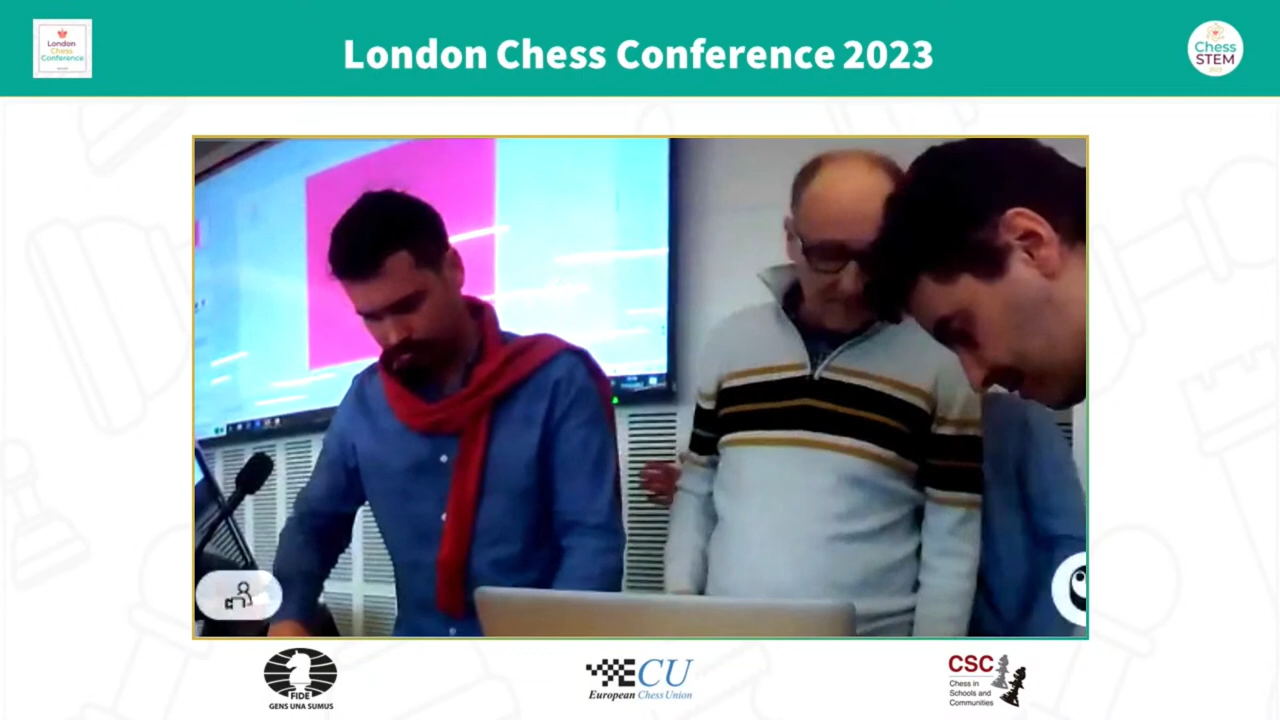 London Chess Conference 2023
London
Chess
Conference
Chess
STEM
FIDE
GENS UNA SUMUS
ECU
European Chess Union
CSC
Chess in
Schools and
Communities